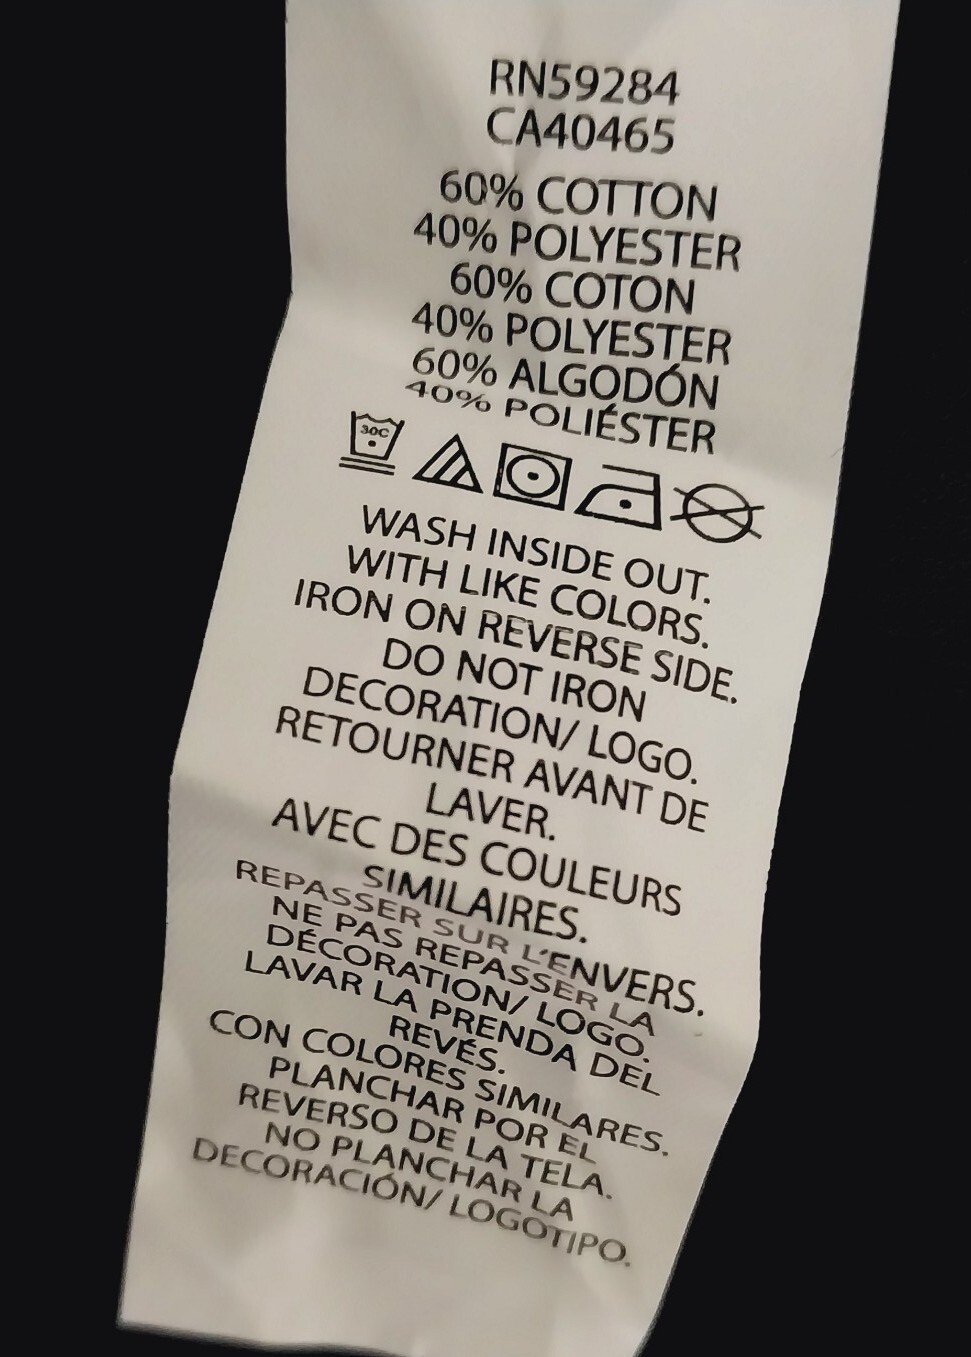 RN59284
CA40465
60% COTTON
40% POLYESTER
60% COTON
40% POLYESTER
60% ALGODÓN
40% POLIÉSTER
30C
WASH INSIDE OUT.
WITH LIKE COLORS.
IRON ON REVERSE SIDE.
DO NOT IRON
DECORATION/ LOGO.
RETOURNER AVANT DE
LAVER.
AVEC DES COULEURS
SIMILAIRES.
REPASSER SUR L'ENVERS.
NE PAS REPASSER LA
DÉCORATION/ LOGO.
LAVAR LA PRENDA DEL
REVÉS.
CON COLORES SIMILARES.
PLANCHAR POR EL
REVERSO DE LA TELA.
NO PLANCHAR LA
DECORACIÓN/ LOGOTIPO.